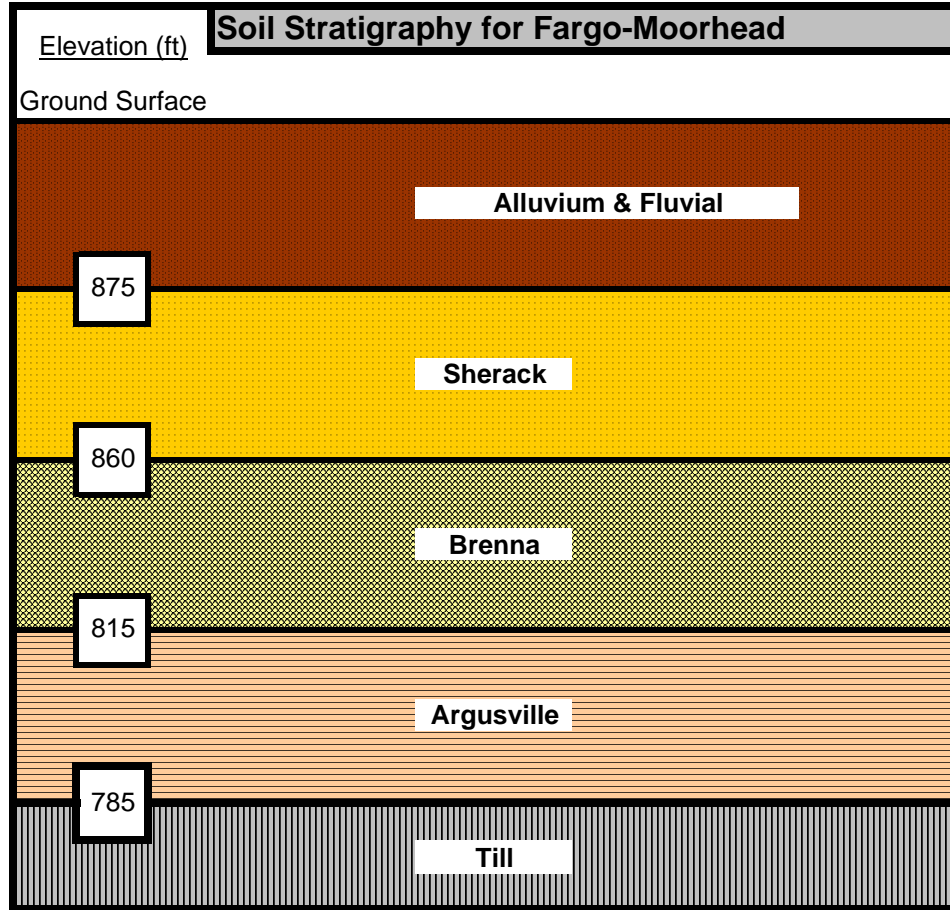 Soil Stratigraphy for Fargo-Moorhead
Elevation (ft)
Ground Surface
Alluvium & Fluvial
875
Sherack
860
Brenna
815
Argusville
785
Till